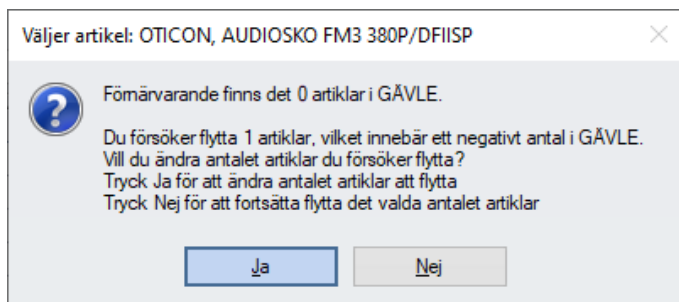 Väljer artikel: OTICON, AUDIOSKO FM3 380P/DFIISP
Förnärvarande finns det 0 artiklar i GÄVLE.
Du försöker flytta 1 artiklar, vilket innebär ett negativt antal i GÄVLE.
Vill du ändra antalet artiklar du försöker flytta?
Tryck Ja för att ändra antalet artiklar att flytta
Tryck Nej för att fortsätta flytta det valda antalet artiklar
Ja
Nej